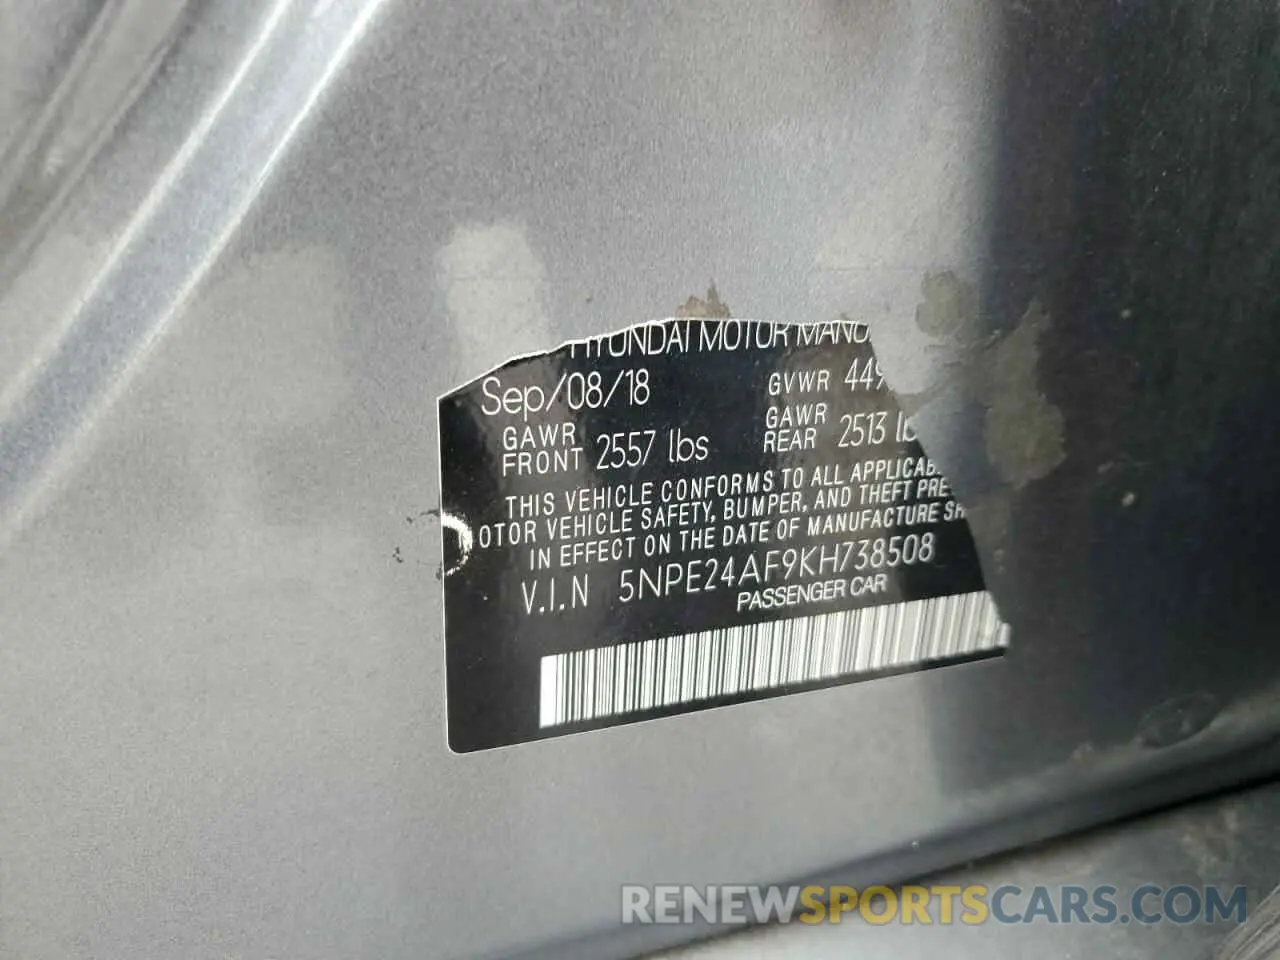 HYUNDAI MOTOR MANU
Sep/08/18 GVWR 449
GAWR FRONT 2557 lbs GAWR REAR 2513 lb
THIS VEHICLE CONFORMS TO ALL APPLICAB
OTOR VEHICLE SAFETY, BUMPER, AND THEFT PRE
IN EFFECT ON THE DATE OF MANUFACTURE SH
V.I.N 5NPE24AF9KH738508
PASSENGER CAR
RENEWSPORTSCARS.COM